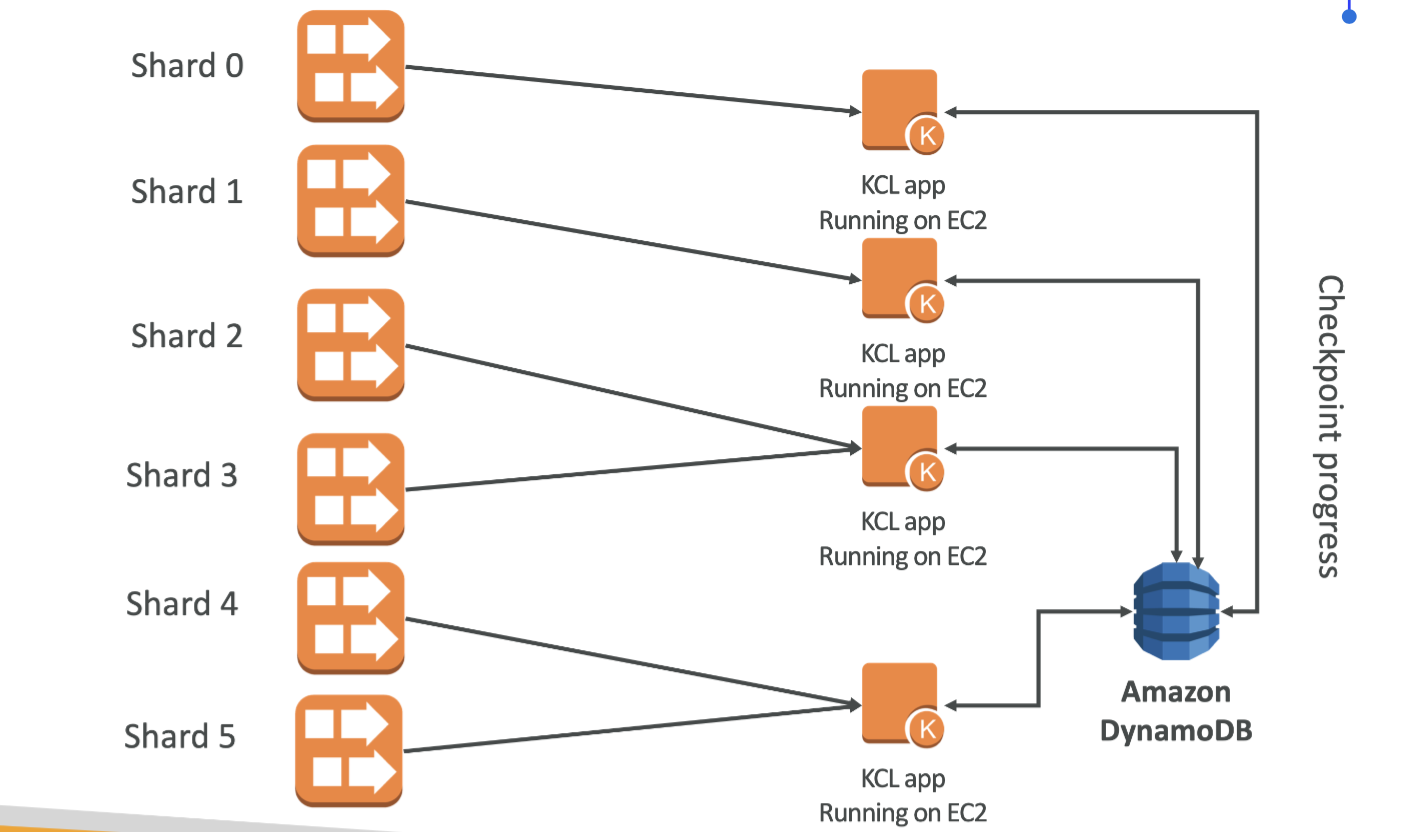 Shard 0
K
KCL app
Running on EC2
Shard 1
K
KCL app
Running on EC2
Shard 2
K
KCL app
Running on EC2
Shard 3
Shard 4
Shard 5
K
KCL app
Running on EC2
Checkpoint progress
Amazon
DynamoDB